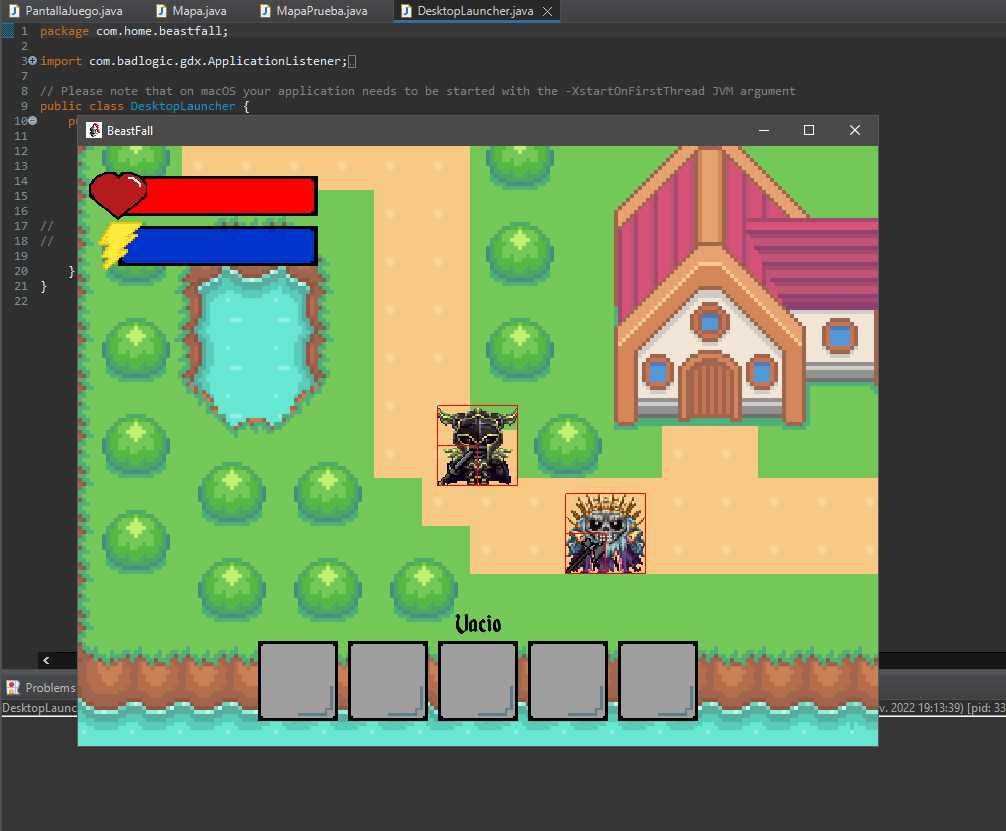 PantallaJuego.java
Mapa.java
MapaPrueba.java
DesktopLauncher.java
1 package com.home.beastfall;
2
3 import com.badlogic.gdx.ApplicationListener;
7
8 // Please note that on macOS your application needs to be started with the -XstartOnFirstThread JVM argument
9 public class DesktopLauncher {
10
BeastFall
11
12
13
14
15
16
17 //
18 //
19
20 }
21 }
22
Vacio
Problems
DesktopLaunc
v. 2022 19:13:39) [pid: 33